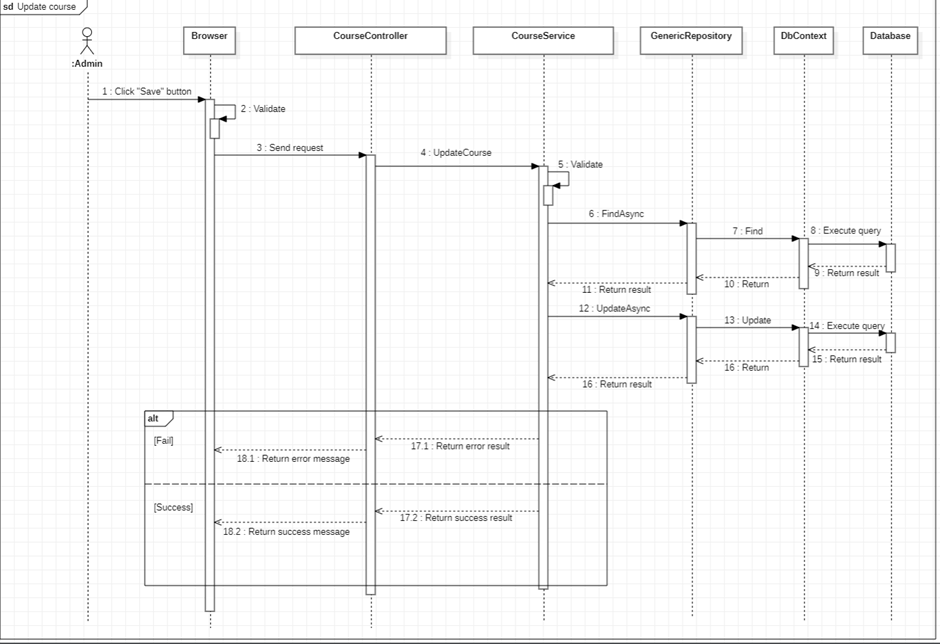 sd Update course
Browser
CourseController
CourseService
GenericRepository
DbContext
Database
:Admin
1 : Click "Save" button
2 : Validate
3 : Send request
4 : UpdateCourse
5 : Validate
6 : FindAsync
7 : Find
8 : Execute query
9 : Return result
10 : Return
11 : Return result
12 : UpdateAsync
13 : Update
14 : Execute query
15 : Return result
16 : Return
16 : Return result
alt
[Fail]
17.1 : Return error result
18.1 : Return error message
[Success]
17.2 : Return success result
18.2 : Return success message